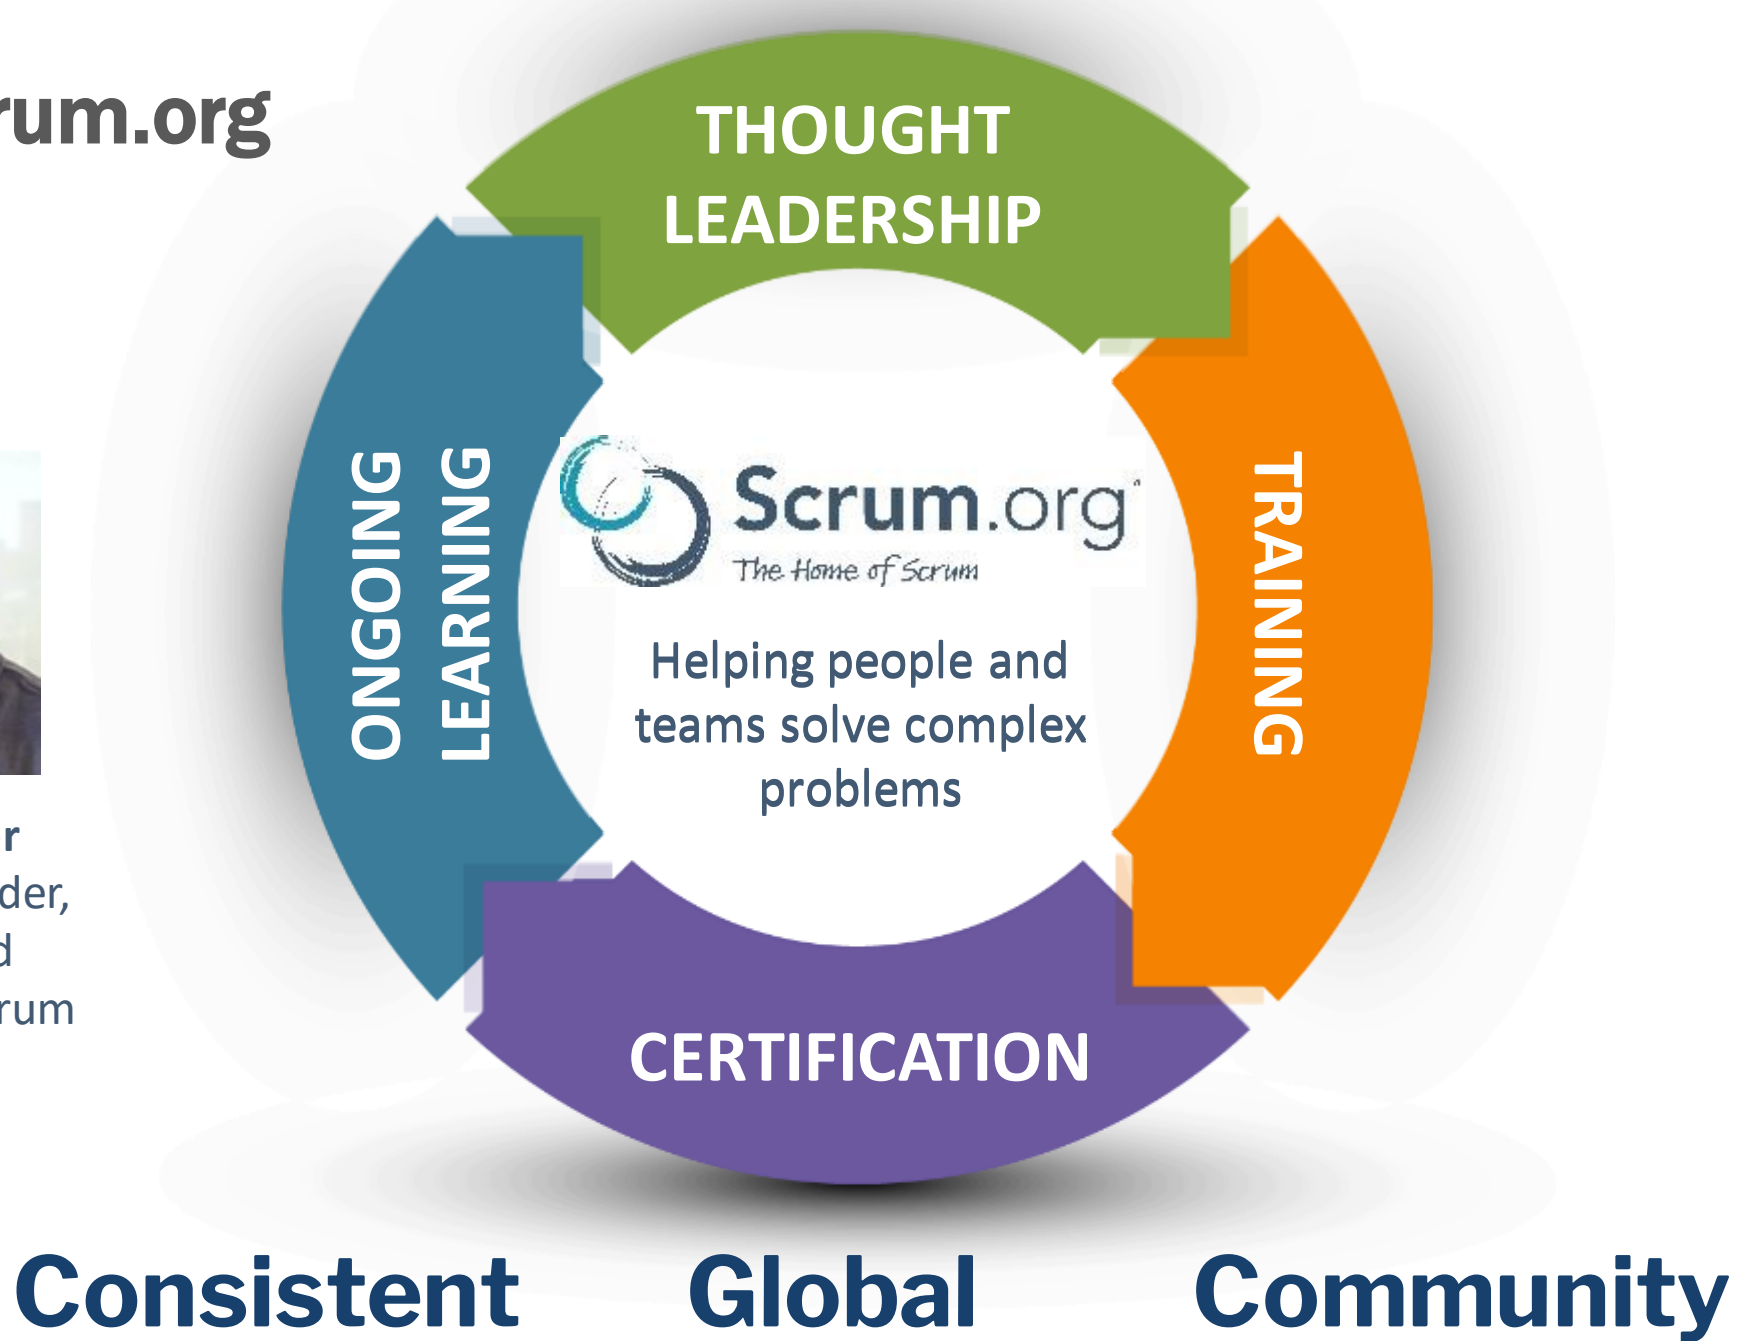 rum.org
THOUGHT
LEADERSHIP
ONGOING
LEARNING
TRAINING
Scrum.org
The Home of Scrum
Helping people and
teams solve complex
problems
r
der,
d
rum
CERTIFICATION
Consistent Global Community